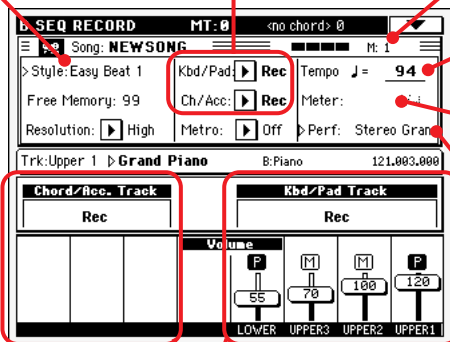 B-SEQ RECORD MT:0 <no chord> 0
Song: NEWSONG M: 1
Style: Easy Beat 1 Kbd/Pad: Rec Tempo ♩= 94
Free Memory: 99 Ch/Acc: Rec Meter:
Resolution: High Metro: Off Perf: Stereo Gran
Trk:Upper 1 Grand Piano B:Piano 121.003.000
Chord/Acc. Track Kbd/Pad Track
Rec Rec
Volume
P M M P
55 70 100 120
LOWER UPPER3 UPPER2 UPPER1